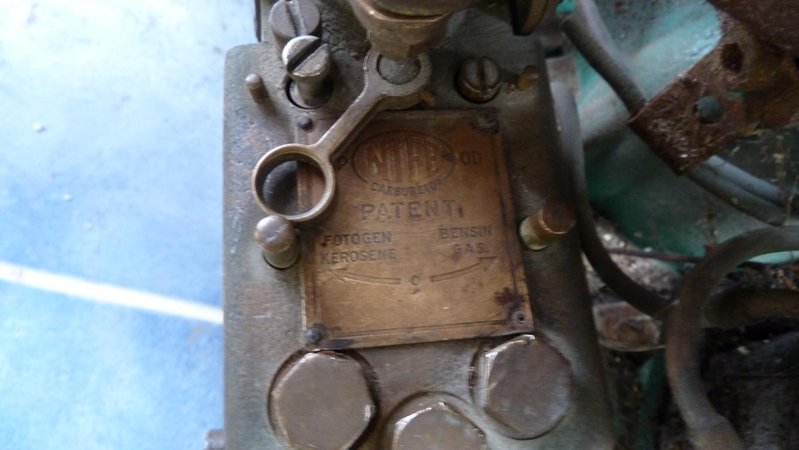 OD
CARBURETOR
PATENT
FOTOGEN BENSIN
KEROSENE GAS.